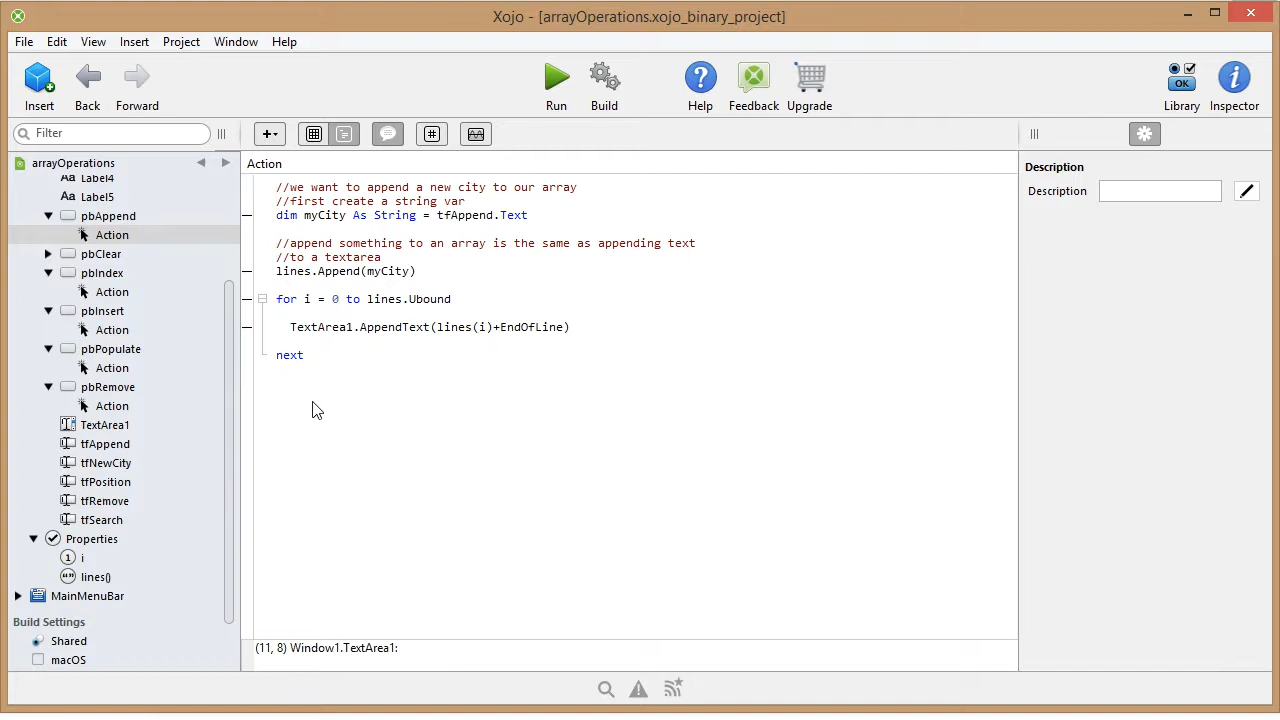 Xojo - [arrayOperations.xojo_binary_project]
File Edit View Insert Project Window Help
Insert Back Forward Run Build Help Feedback Upgrade OK Library Inspector
Filter
arrayOperations
Label4
Label5
pbAppend
Action
pbClear
pbIndex
Action
pbInsert
Action
pbPopulate
Action
pbRemove
Action
TextArea1
tfAppend
tfNewCity
tfPosition
tfRemove
tfSearch
Properties
1 i
lines()
MainMenuBar
Build Settings
Shared
macOS
Action
//we want to append a new city to our array
//first create a string var
dim myCity As String = tfAppend.Text
//append something to an array is the same as appending text
//to a textarea
lines.Append(myCity)
for i = 0 to lines.Ubound
TextArea1.AppendText(lines(i)+EndOfLine)
next
(11, 8) Window1.TextArea1:
Description
Description